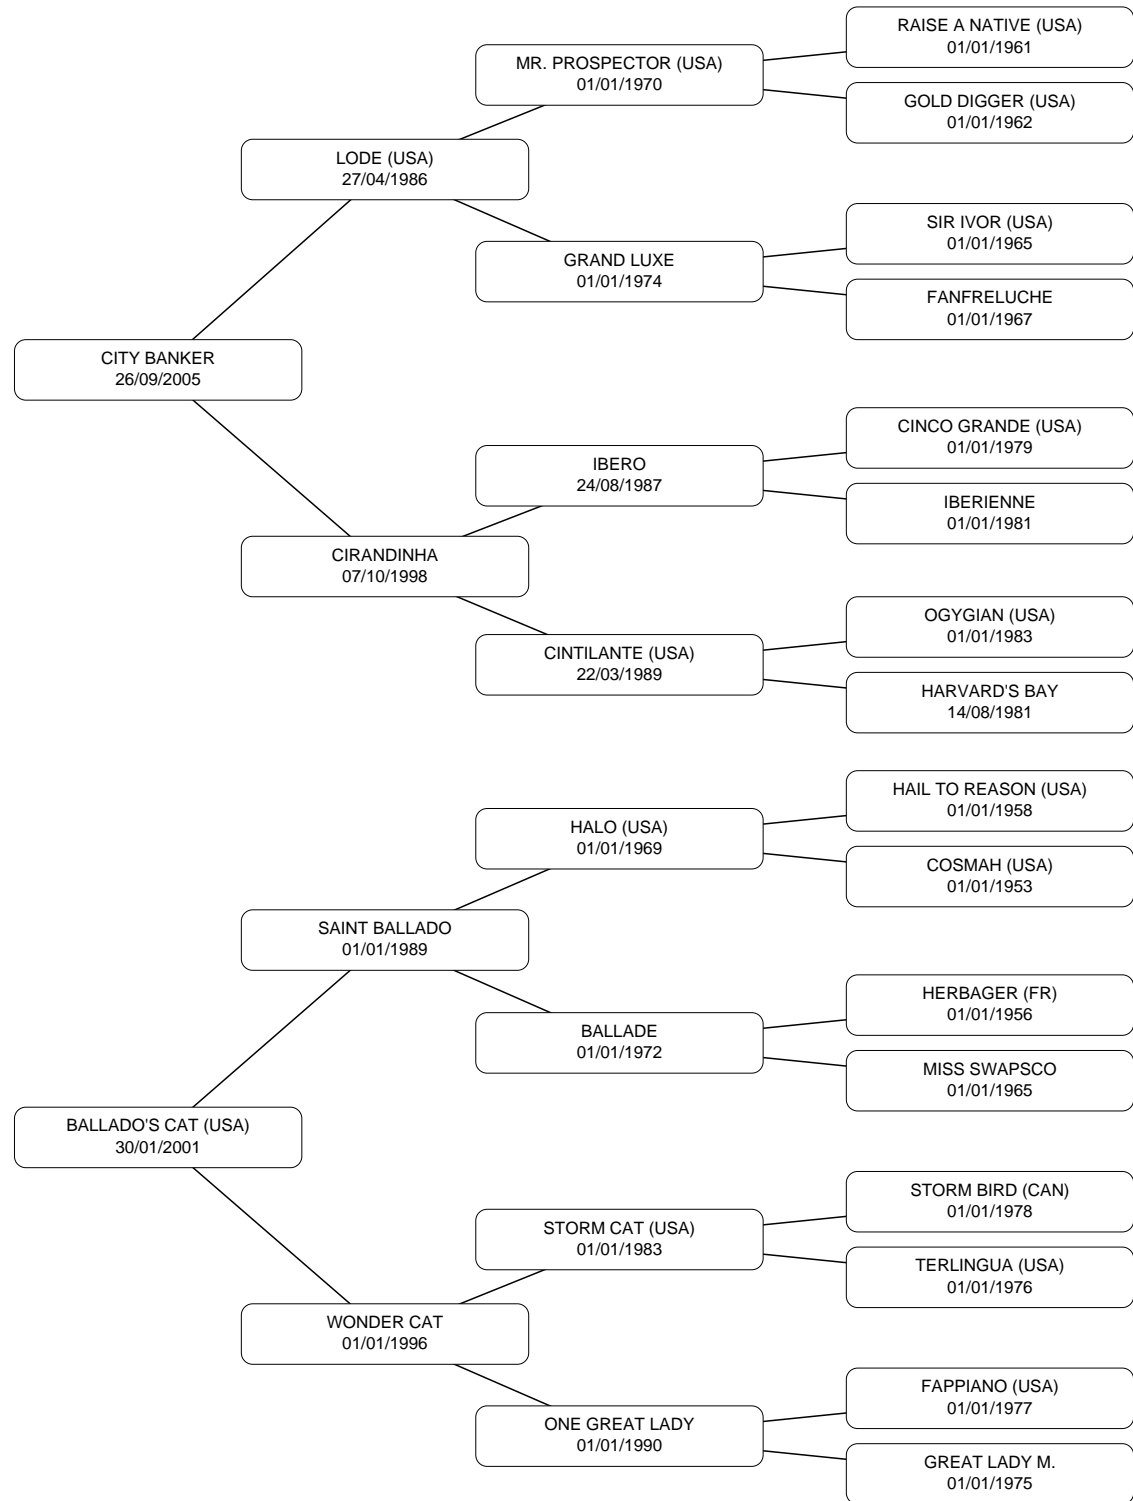 RAISE A NATIVE (USA)
01/01/1961
MR. PROSPECTOR (USA)
01/01/1970
GOLD DIGGER (USA)
01/01/1962
LODE (USA)
27/04/1986
SIR IVOR (USA)
01/01/1965
GRAND LUXE
01/01/1974
FANFRELUCHE
01/01/1967
CITY BANKER
26/09/2005
CINCO GRANDE (USA)
01/01/1979
IBERO
24/08/1987
IBERIENNE
01/01/1981
CIRANDINHA
07/10/1998
OGYGIAN (USA)
01/01/1983
CINTILANTE (USA)
22/03/1989
HARVARD'S BAY
14/08/1981
HAIL TO REASON (USA)
01/01/1958
HALO (USA)
01/01/1969
COSMAH (USA)
01/01/1953
SAINT BALLADO
01/01/1989
HERBAGER (FR)
01/01/1956
BALLADE
01/01/1972
MISS SWAPSCO
01/01/1965
BALLADO'S CAT (USA)
30/01/2001
STORM BIRD (CAN)
01/01/1978
STORM CAT (USA)
01/01/1983
TERLINGUA (USA)
01/01/1976
WONDER CAT
01/01/1996
FAPPIANO (USA)
01/01/1977
ONE GREAT LADY
01/01/1990
GREAT LADY M.
01/01/1975